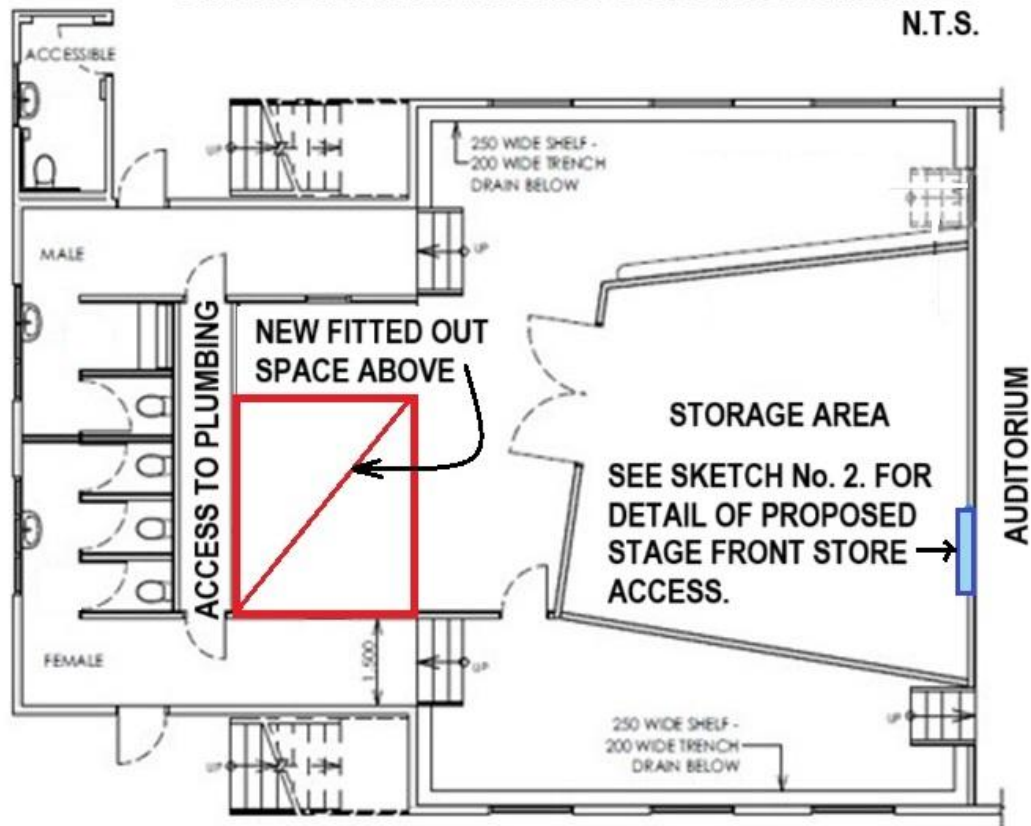 N.T.S.
ACCESSIBLE
UP
250 WIDE SHELF -
200 WIDE TRENCH
DRAIN BELOW
MALE
UP
ACCESS TO PLUMBING
NEW FITTED OUT
SPACE ABOVE
STORAGE AREA
SEE SKETCH No. 2. FOR
DETAIL OF PROPOSED
STAGE FRONT STORE
ACCESS.
AUDITORIUM
FEMALE
1,500
UP
UP
250 WIDE SHELF -
200 WIDE TRENCH
DRAIN BELOW
UP